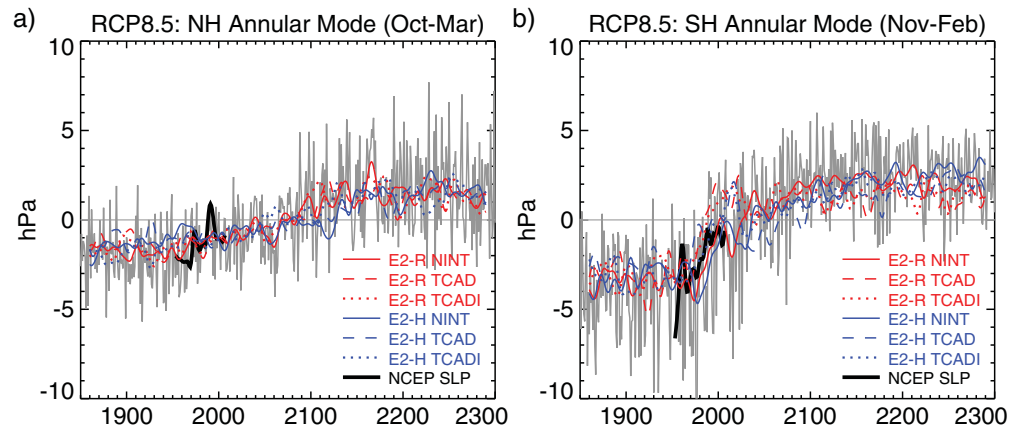 a) RCP8.5: NH Annular Mode (Oct-Mar)
10
5
0
-5
-10
hPa
1900 2000 2100 2200 2300
E2-R NINT
E2-R TCAD
E2-R TCADI
E2-H NINT
E2-H TCAD
E2-H TCADI
NCEP SLP
b) RCP8.5: SH Annular Mode (Nov-Feb)
10
5
0
-5
-10
hPa
1900 2000 2100 2200 2300
E2-R NINT
E2-R TCAD
E2-R TCADI
E2-H NINT
E2-H TCAD
E2-H TCADI
NCEP SLP